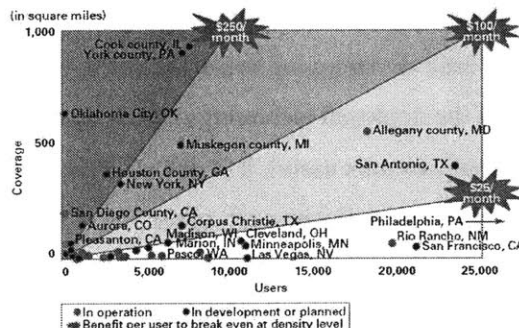 (in square miles)
$250/
month
$100/
month
1,000
Cook county, IL
York county, PA
Oklahoma City, OK
Allegany county, MD
500
Muskegon county, MI
San Antonio, TX
Houston County, GA
New York, NY
$25/
month
San Diego County, CA
Aurora, CO
Corpus Christie, TX
Philadelphia, PA
Pleasanton, CA
Madison, WI
Cleveland, OH
Rio Rancho, NM
Marion, IN
Minneapolis, MN
San Francisco, CA
Pasco, WA
Las Vegas, NV
Coverage
0
0
5,000
10,000
15,000
20,000
25,000
Users
In operation
In development or planned
Benefit per user to break even at density level